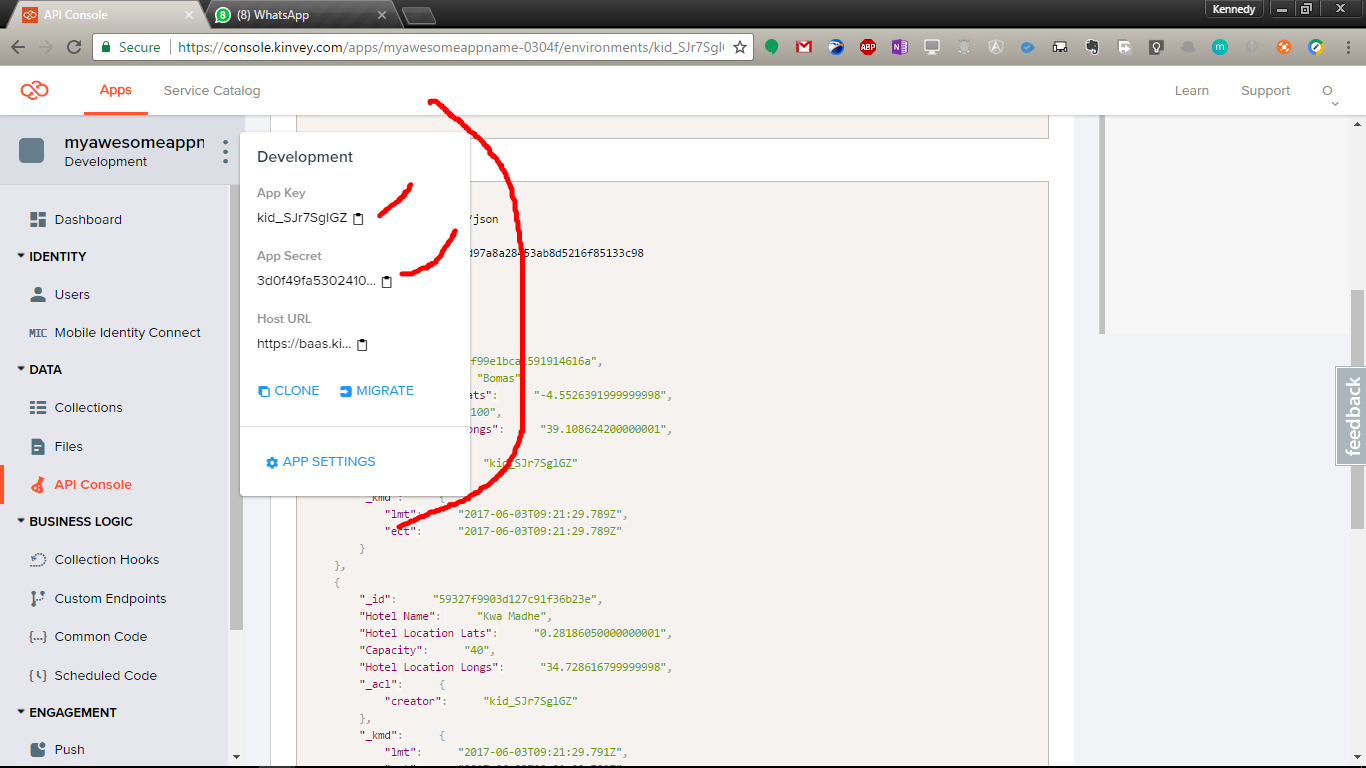 API Console
(8) WhatsApp
Kennedy
Secure
https://console.kinvey.com/apps/myawesomeappname-0304f/environments/kid_SJr7Sgl
Apps
Service Catalog
Learn
Support
O
myawesomeappn
Development
Dashboard
IDENTITY
Users
MIC Mobile Identity Connect
DATA
Collections
Files
API Console
BUSINESS LOGIC
Collection Hooks
Custom Endpoints
Common Code
Scheduled Code
ENGAGEMENT
Push
Development
App Key
kid_SJr7SglGZ
App Secret
3d0f49fa5302410...
Host URL
https://baas.ki...
CLONE
MIGRATE
APP SETTINGS
/json
"Bomas",
ats": "-4.5526391999999998",
100",
ongs": "39.108624200000001",
"kid_SJr7SglGZ"
"_kmd": {
"lmt": "2017-06-03T09:21:29.789Z",
"ect": "2017-06-03T09:21:29.789Z"
}
},
{
"_id": "59327f9903d127c91f36b23e",
"Hotel Name": "Kwa Madhe",
"Hotel Location Lats": "0.28186050000000001",
"Capacity": "40",
"Hotel Location Longs": "34.728616799999998",
"_acl": {
"creator": "kid_SJr7SglGZ"
},
"_kmd": {
"lmt": "2017-06-03T09:21:29.791Z",
feedback